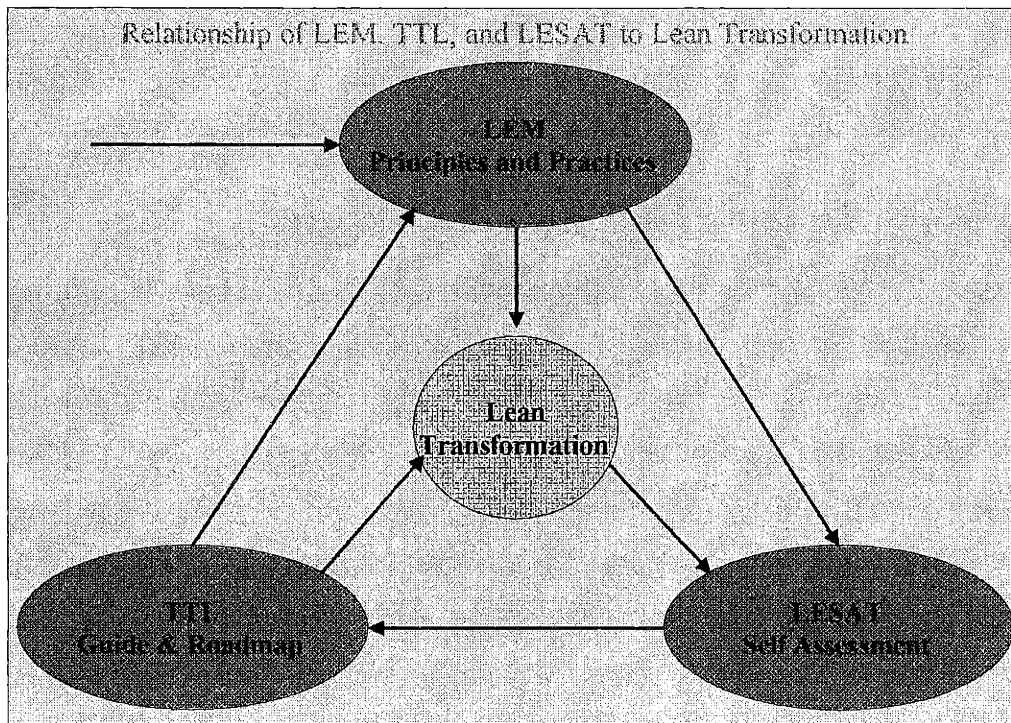 Relationship of LEM, TTL, and LESAT to Lean Transformation
LEM
Principles and Practices
Lean
Transformation
TTL
Guide & Roadmap
LESAT
Self Assessment